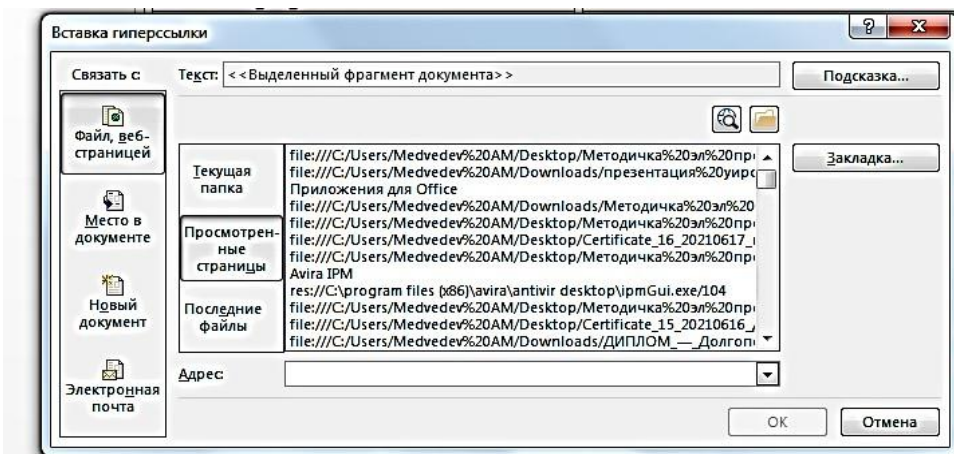 Вставка гиперссылки
Связать с:
Текст: <<Выделенный фрагмент документа>>
Подсказка...
Файл, веб-
страницей
Место в
документе
Новый
документ
Электронная
почта
Текущая
папка
Просмотрен-
ные
страницы
Последние
файлы
file:///C:/Users/Medvedev%20AM/Desktop/Методичка%20эл%20пр
file:///C:/Users/Medvedev%20AM/Downloads/презентация%20уирс
Приложения для Office
file:///C:/Users/Medvedev%20AM/Downloads/Методичка%20эл%20
file:///C:/Users/Medvedev%20AM/Desktop/Методичка%20эл%20пр
file:///C:/Users/Medvedev%20AM/Desktop/Certificate_16_20210617_
file:///C:/Users/Medvedev%20AM/Desktop/Методичка%20эл%20пр
Avira IPM
res://C:\program files (x86)\avira\antivir desktop\ipmGui.exe/104
file:///C:/Users/Medvedev%20AM/Desktop/Методичка%20эл%20пр
file:///C:/Users/Medvedev%20AM/Desktop/Certificate_15_20210616_
file:///C:/Users/Medvedev%20AM/Downloads/ДИПЛОМ_—_Долгоп
Закладка...
Адрес:
ОК
Отмена